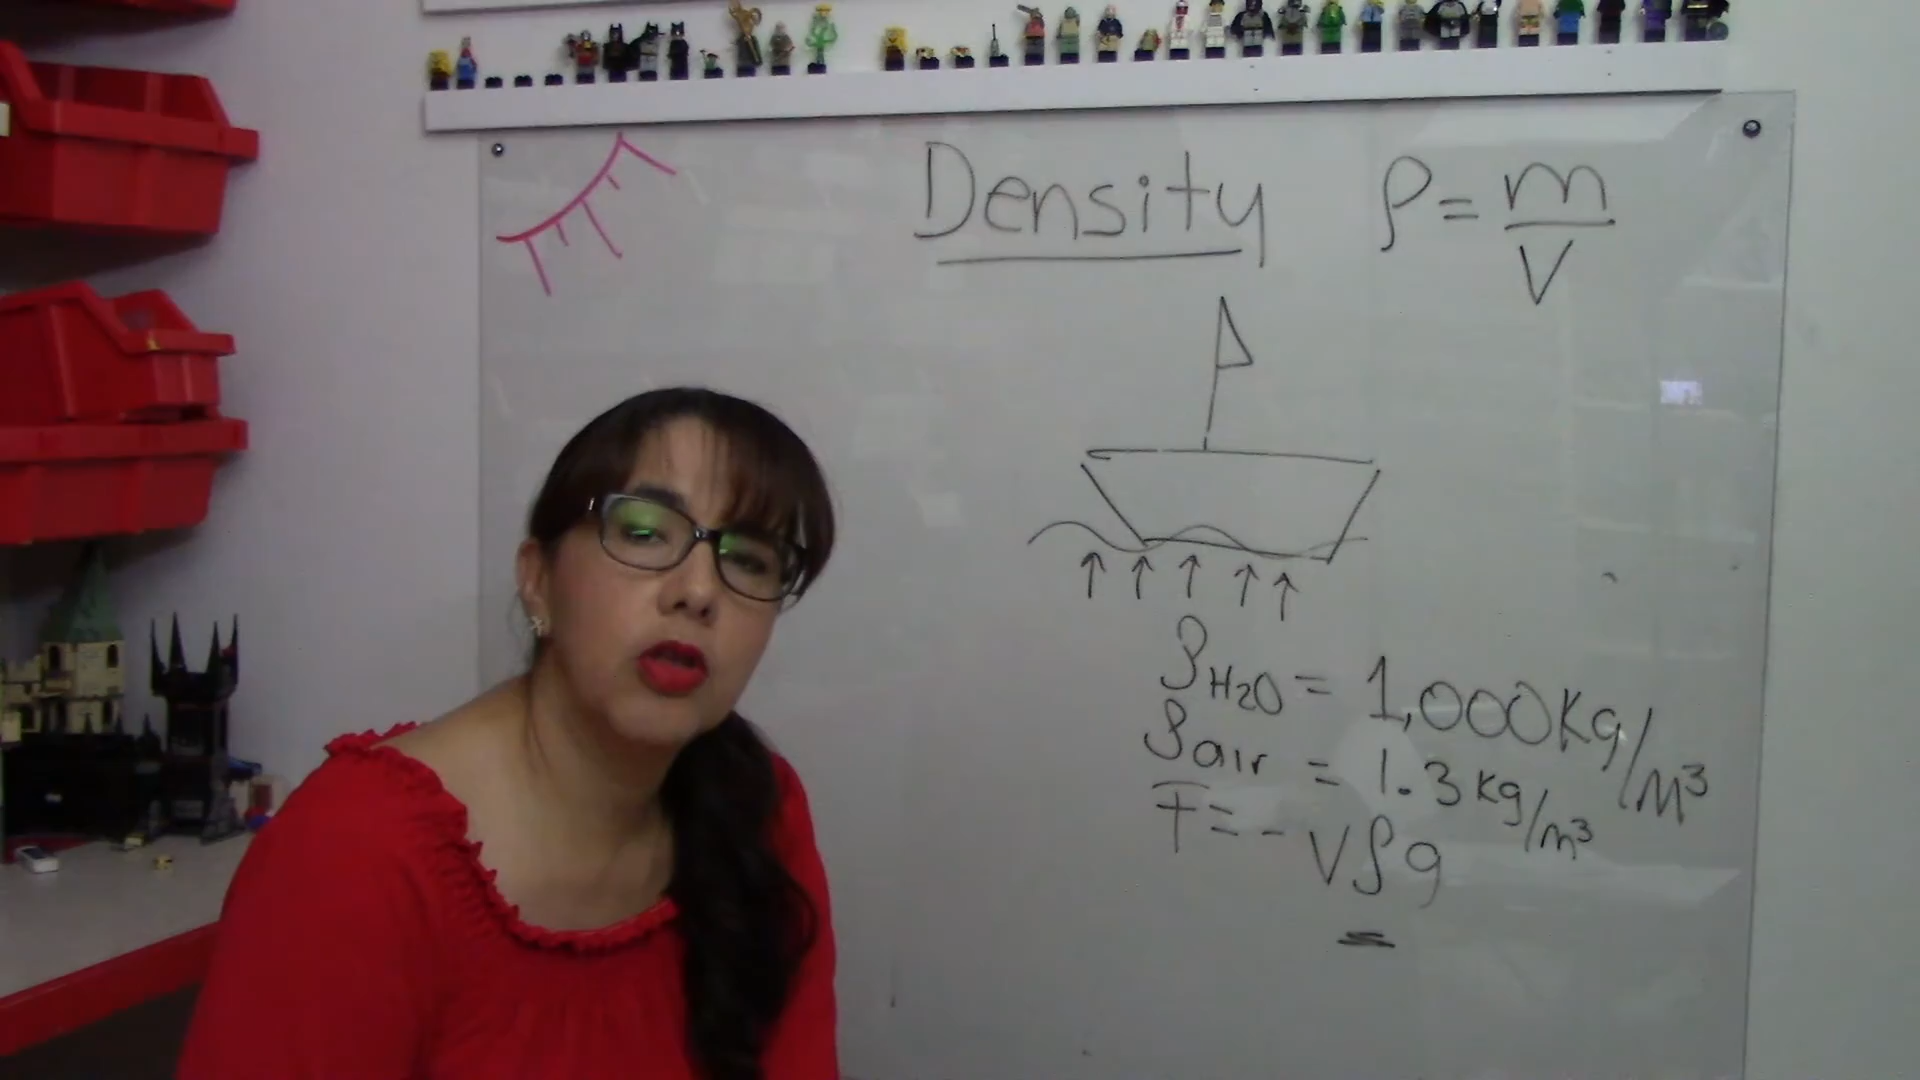 Density ρ = m/V
ρH2O = 1,000 Kg/m³
ρair = 1.3 kg/m³
F = - Vρg